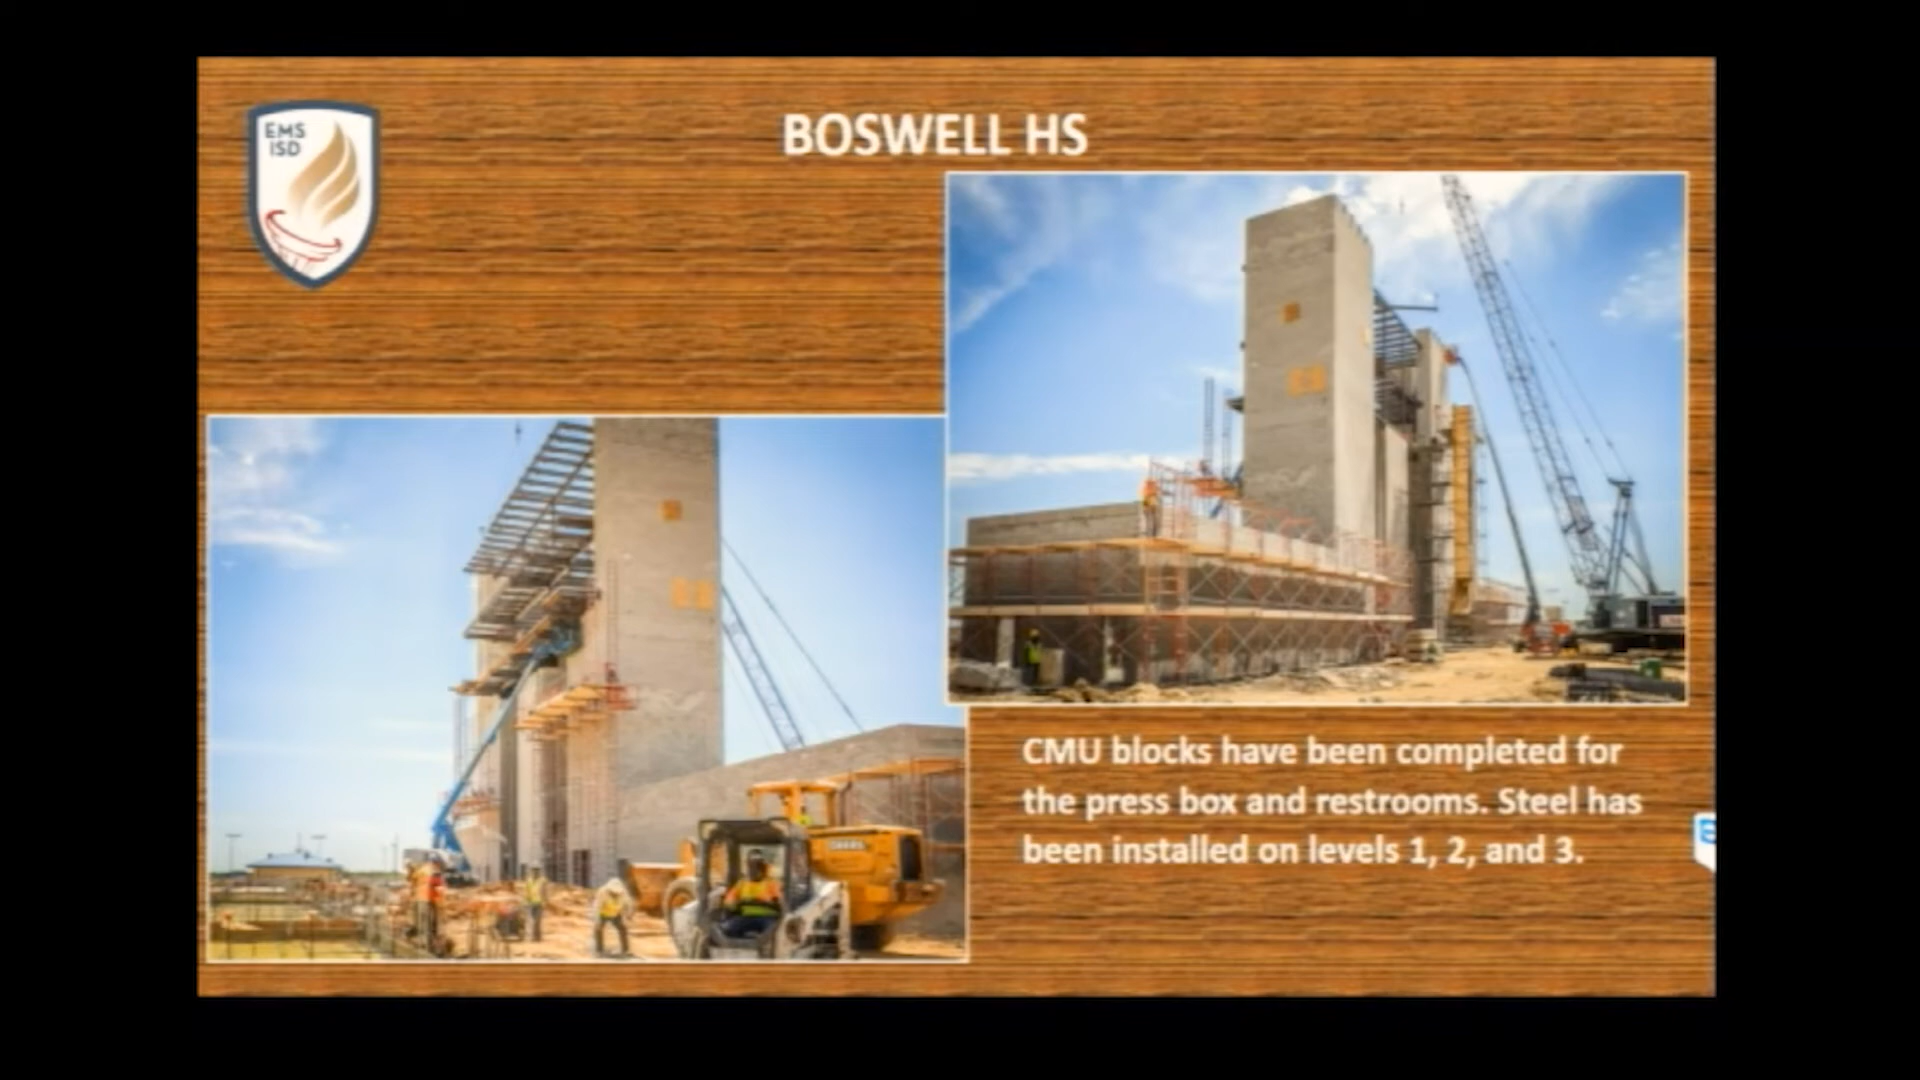 EMS
ISD
BOSWELL HS
CMU blocks have been completed for
the press box and restrooms. Steel has
been installed on levels 1, 2, and 3.